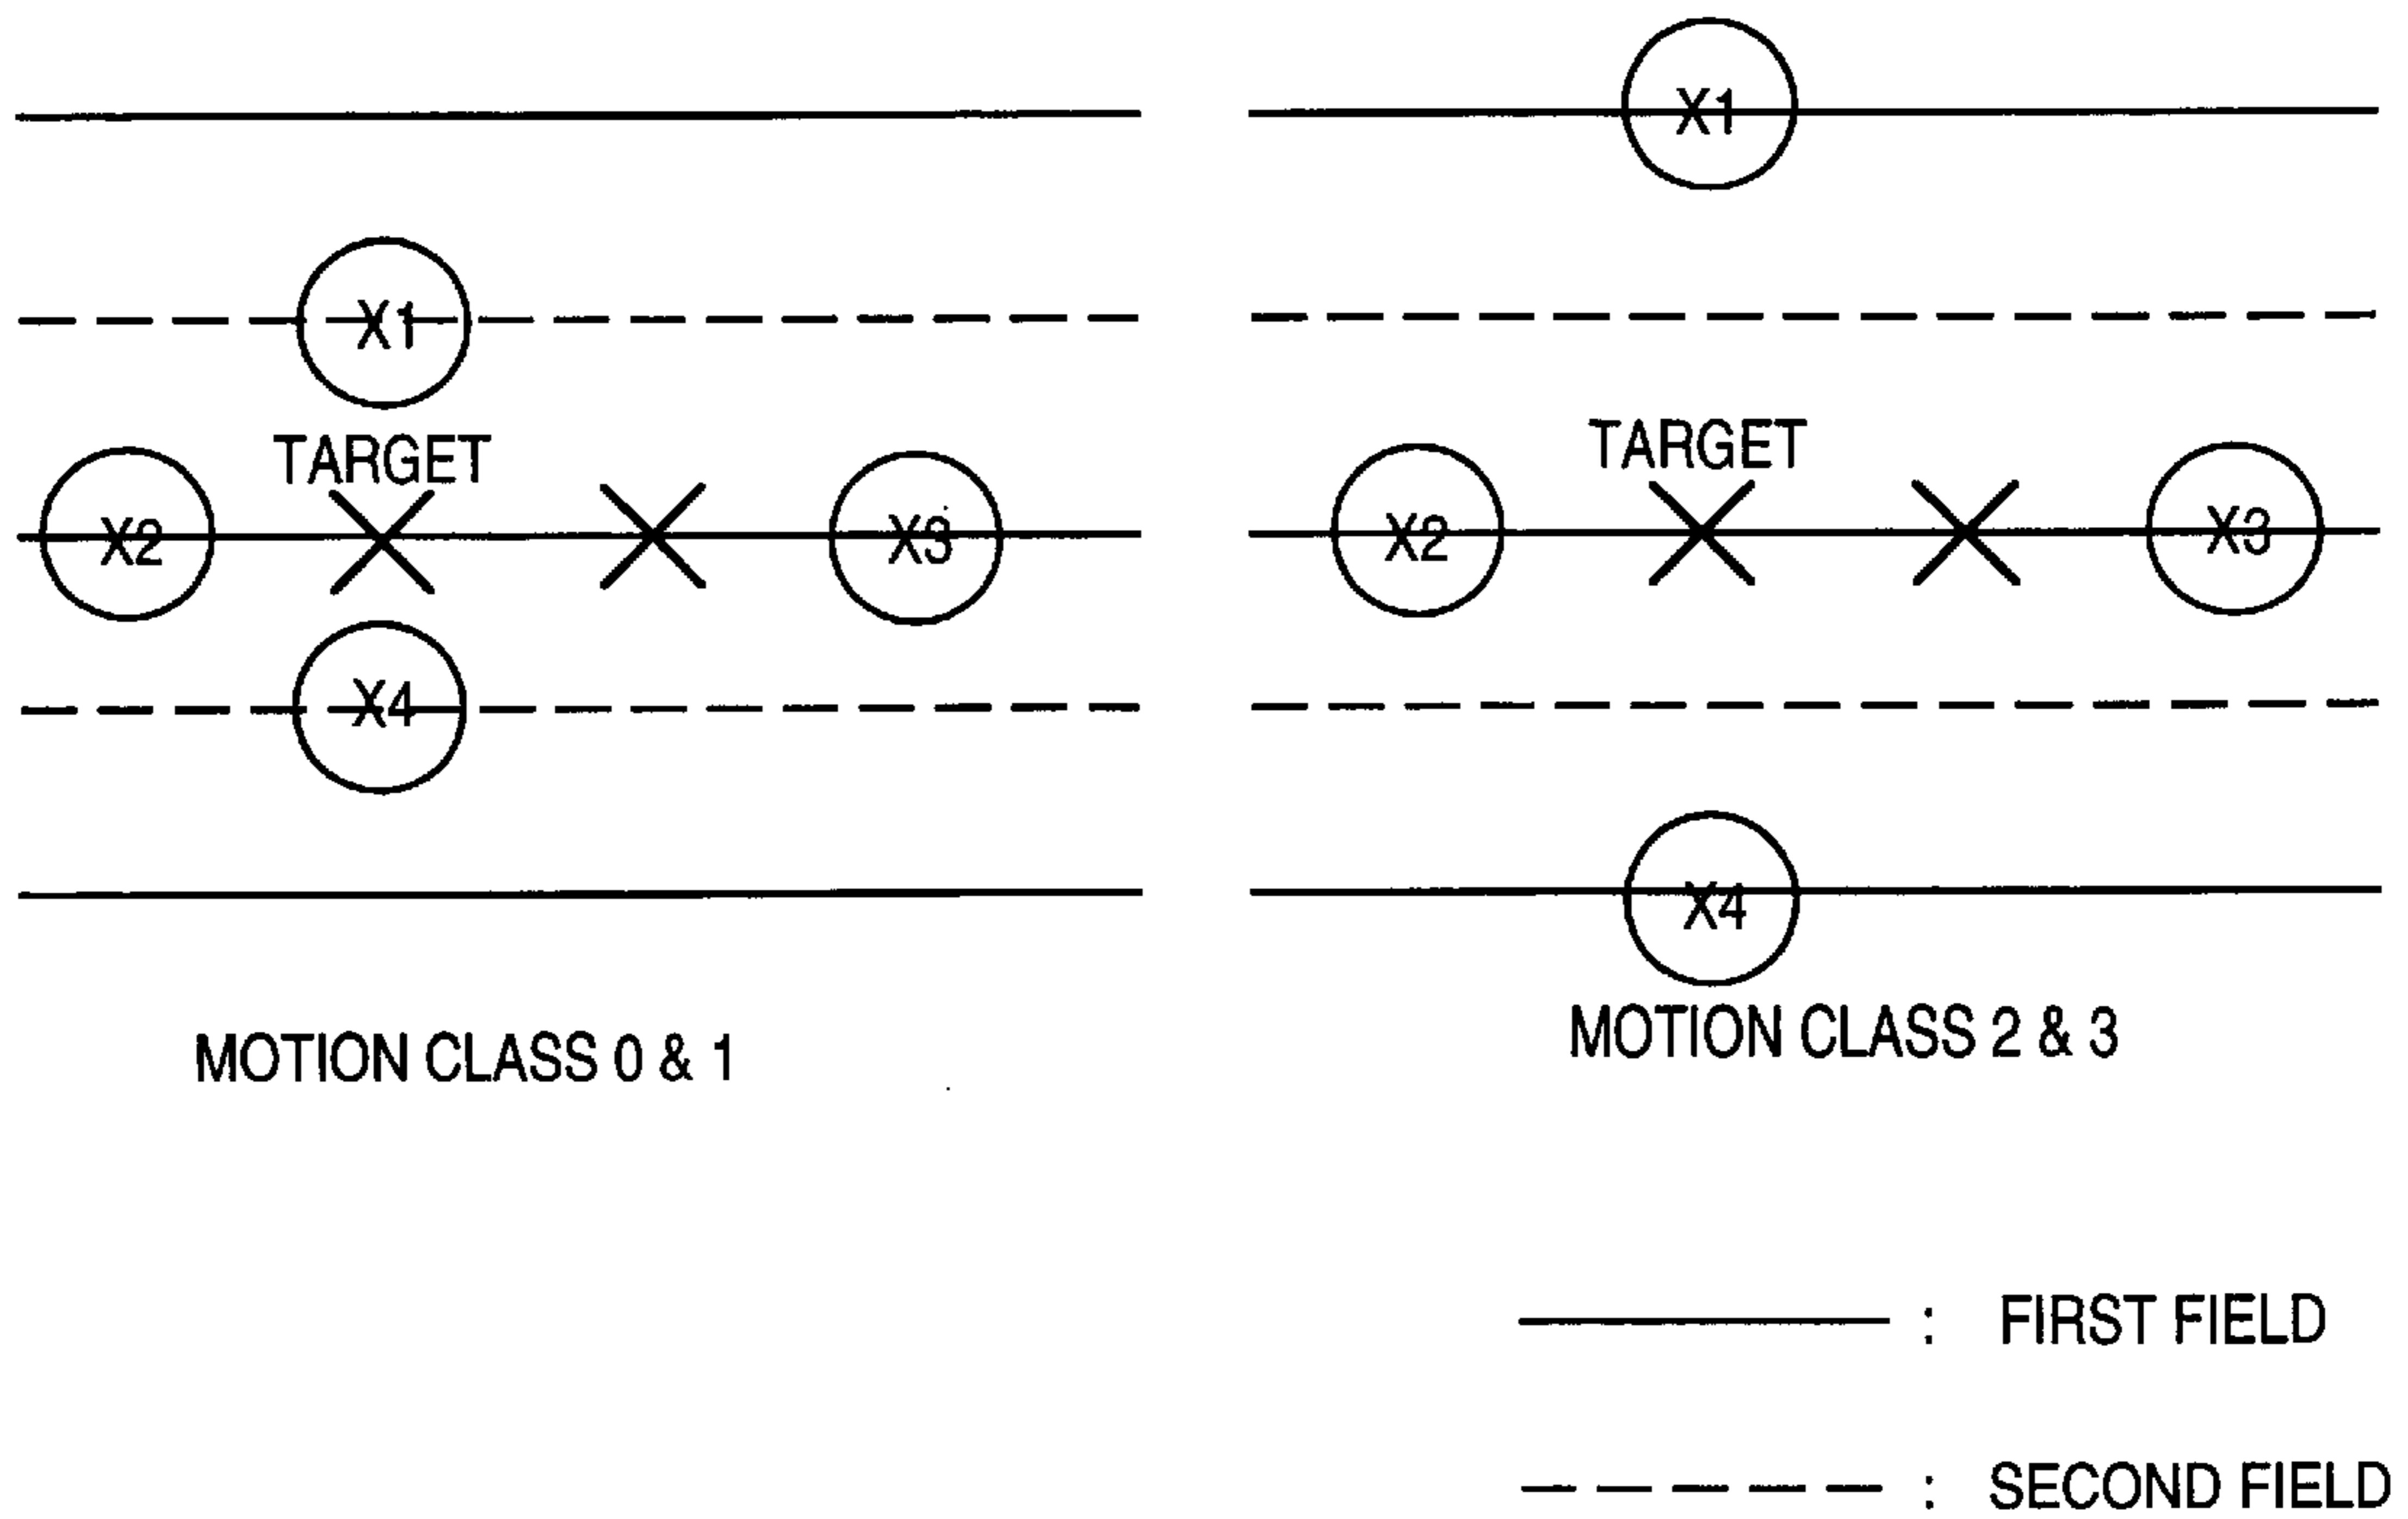 X1
X1
TARGET
TARGET
X2
X3
X2
X3
X4
X4
MOTION CLASS 0 & 1
MOTION CLASS 2 & 3
: FIRST FIELD
: SECOND FIELD